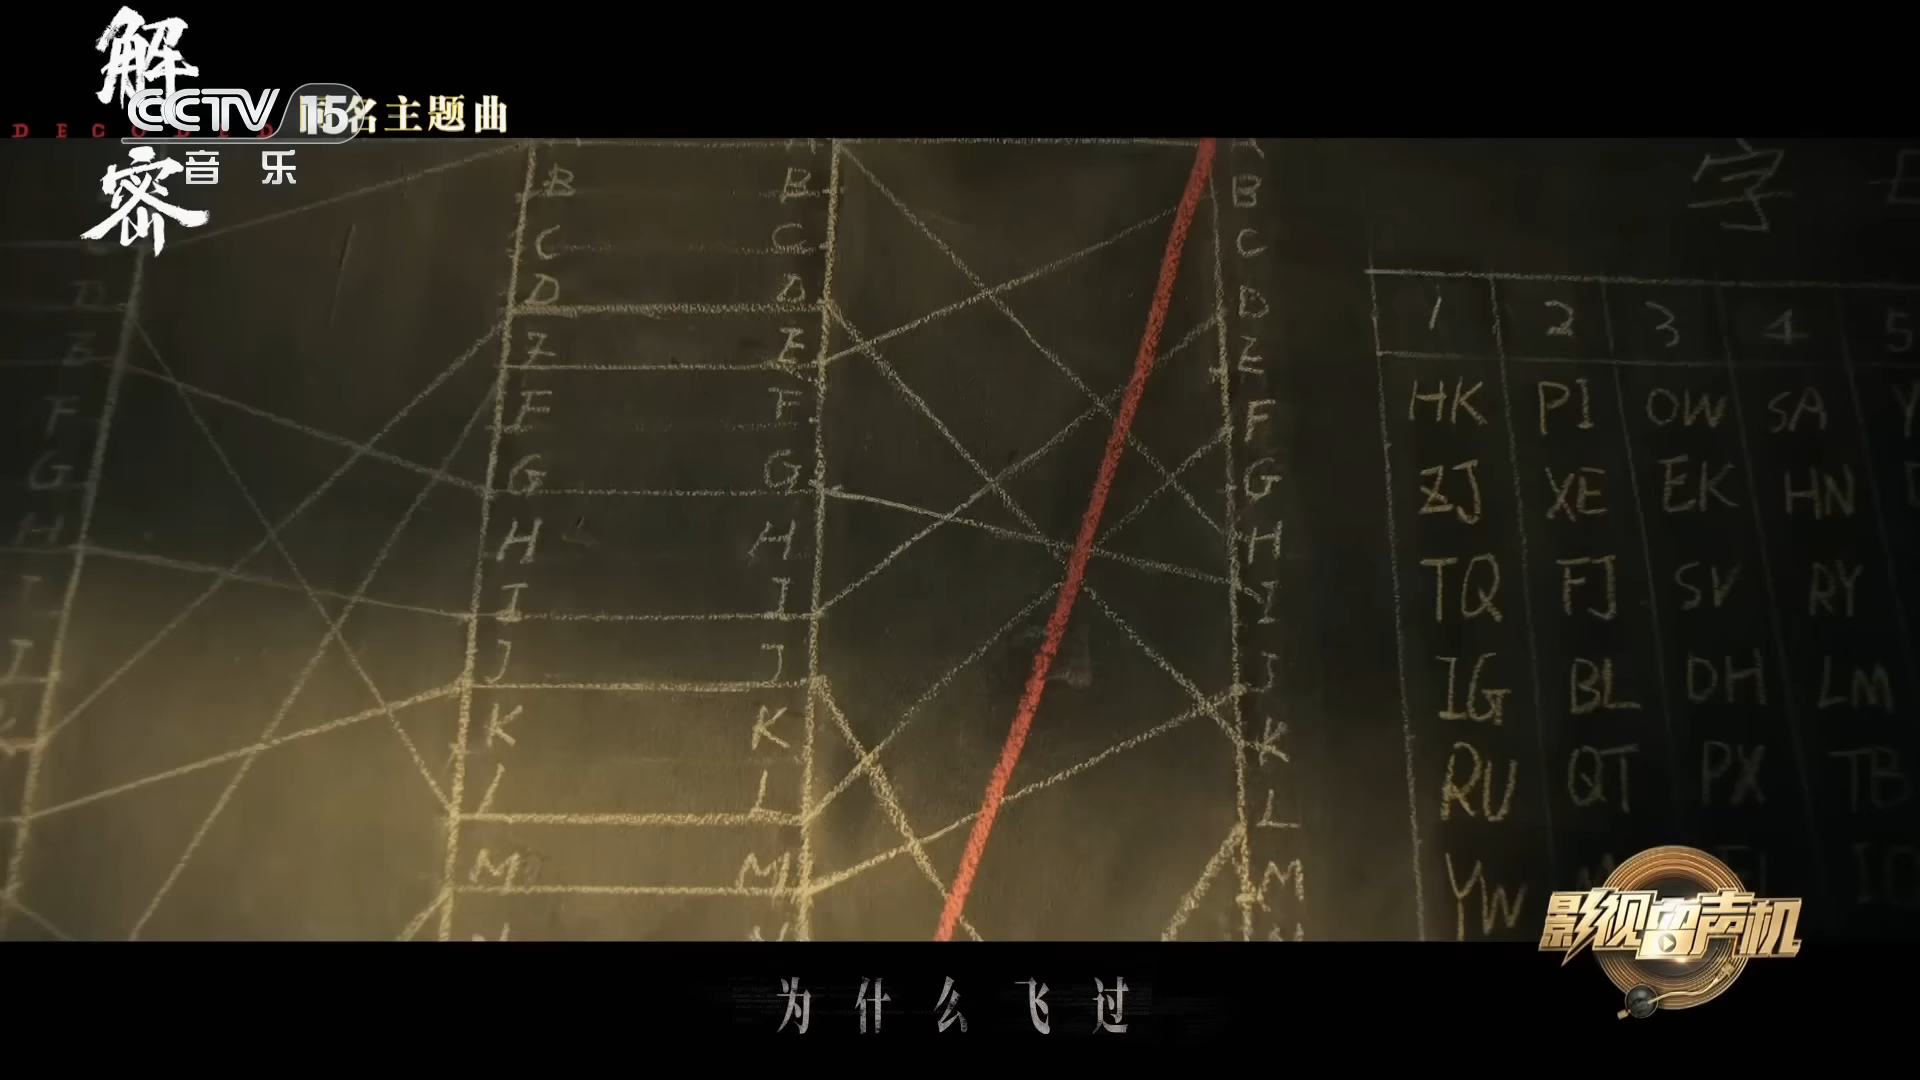 解密
DECODED
CCTV 15
音乐
同名主题曲
B B B
C C C
D D D
Z E E
F F F F
G G G G
H H H H
I I I I
J J J
K K K
L L L
M M M
字
1 2 3 4 5
HK PI OW SA Y
ZJ XE EK HN
TQ FJ SV RY
IG BL DH LM
RU QT PX TB
YW
影视留声机
为什么飞过